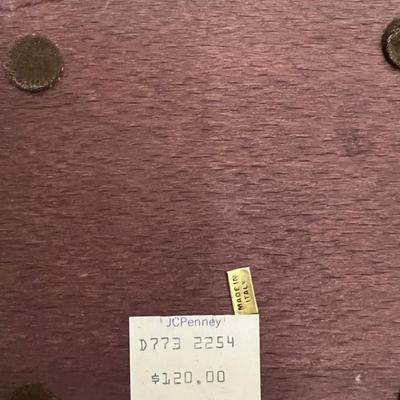 MADE IN
ITALY
JCPenney
D773 2254
$120.00